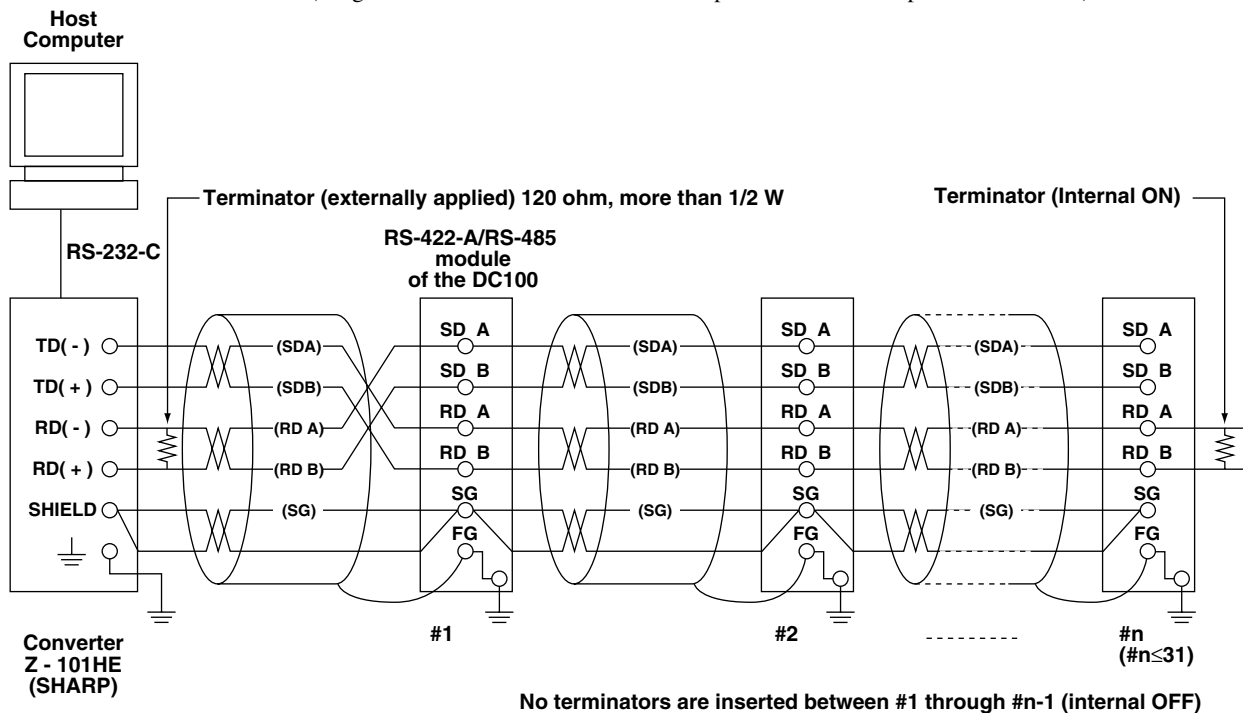 Host
Computer
Terminator (externally applied) 120 ohm, more than 1/2 W
Terminator (Internal ON)
RS-232-C
RS-422-A/RS-485
module
of the DC100
TD( - )
TD( + )
RD( - )
RD( + )
SHIELD
(SDA)
(SDB)
(RD A)
(RD B)
(SG)
SD A
SD B
RD A
RD B
SG
FG
(SDA)
(SDB)
(RD A)
(RD B)
(SG)
SD A
SD B
RD A
RD B
SG
FG
(SDA)
(SDB)
(RD A)
(RD B)
(SG)
SD A
SD B
RD A
RD B
SG
FG
Converter
Z - 101HE
(SHARP)
#1
#2
#n
(#n≤31)
No terminators are inserted between #1 through #n-1 (internal OFF)